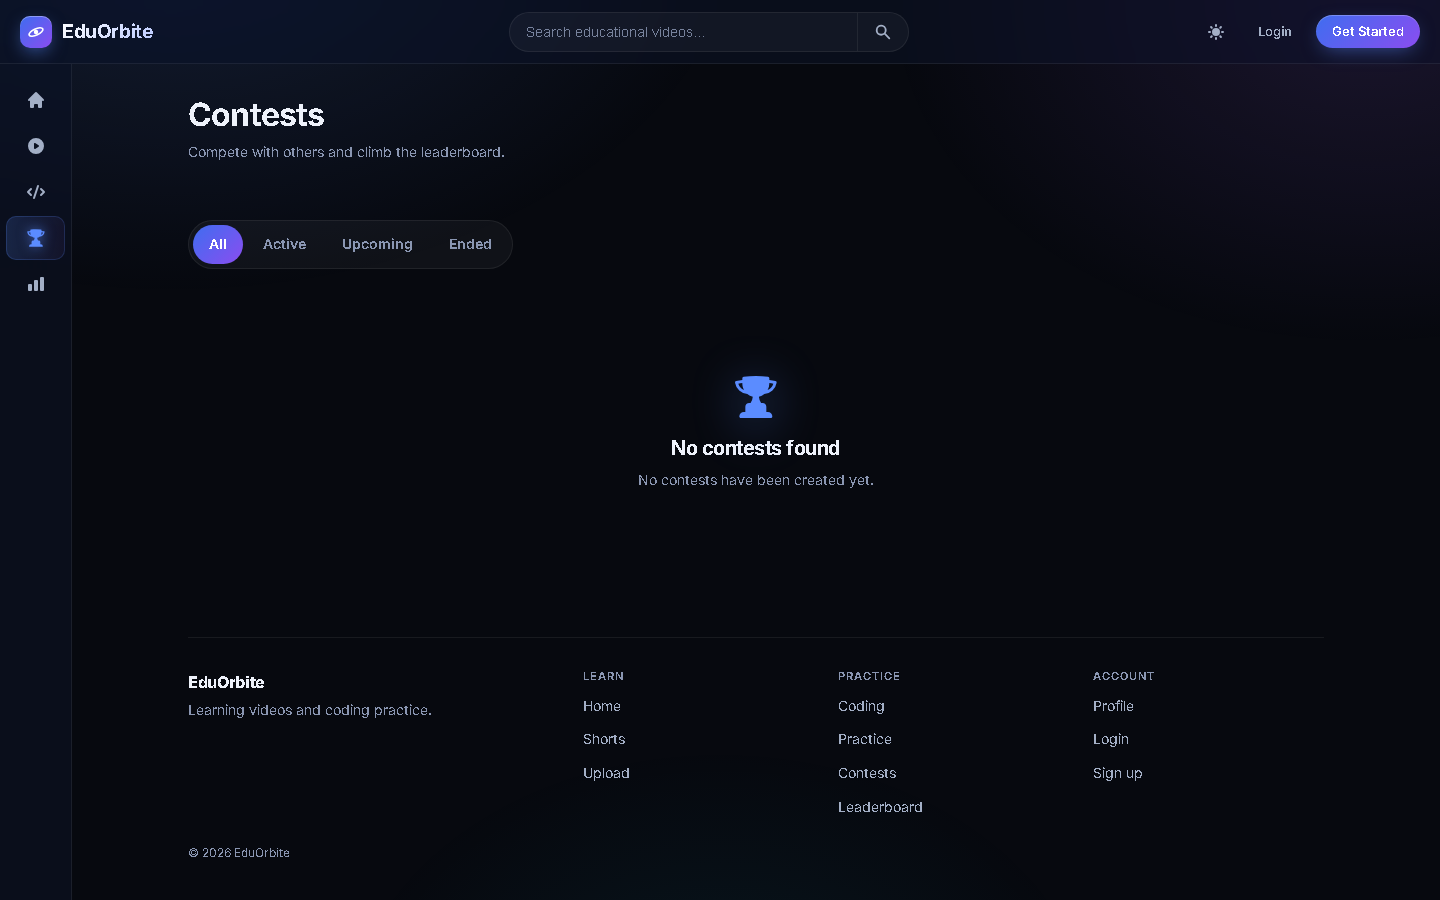 EduOrbite
Search educational videos...
Login
Get Started
Contests
Compete with others and climb the leaderboard.
All
Active
Upcoming
Ended
No contests found
No contests have been created yet.
EduOrbite
Learning videos and coding practice.
LEARN
Home
Shorts
Upload
PRACTICE
Coding
Practice
Contests
Leaderboard
ACCOUNT
Profile
Login
Sign up
© 2026 EduOrbite